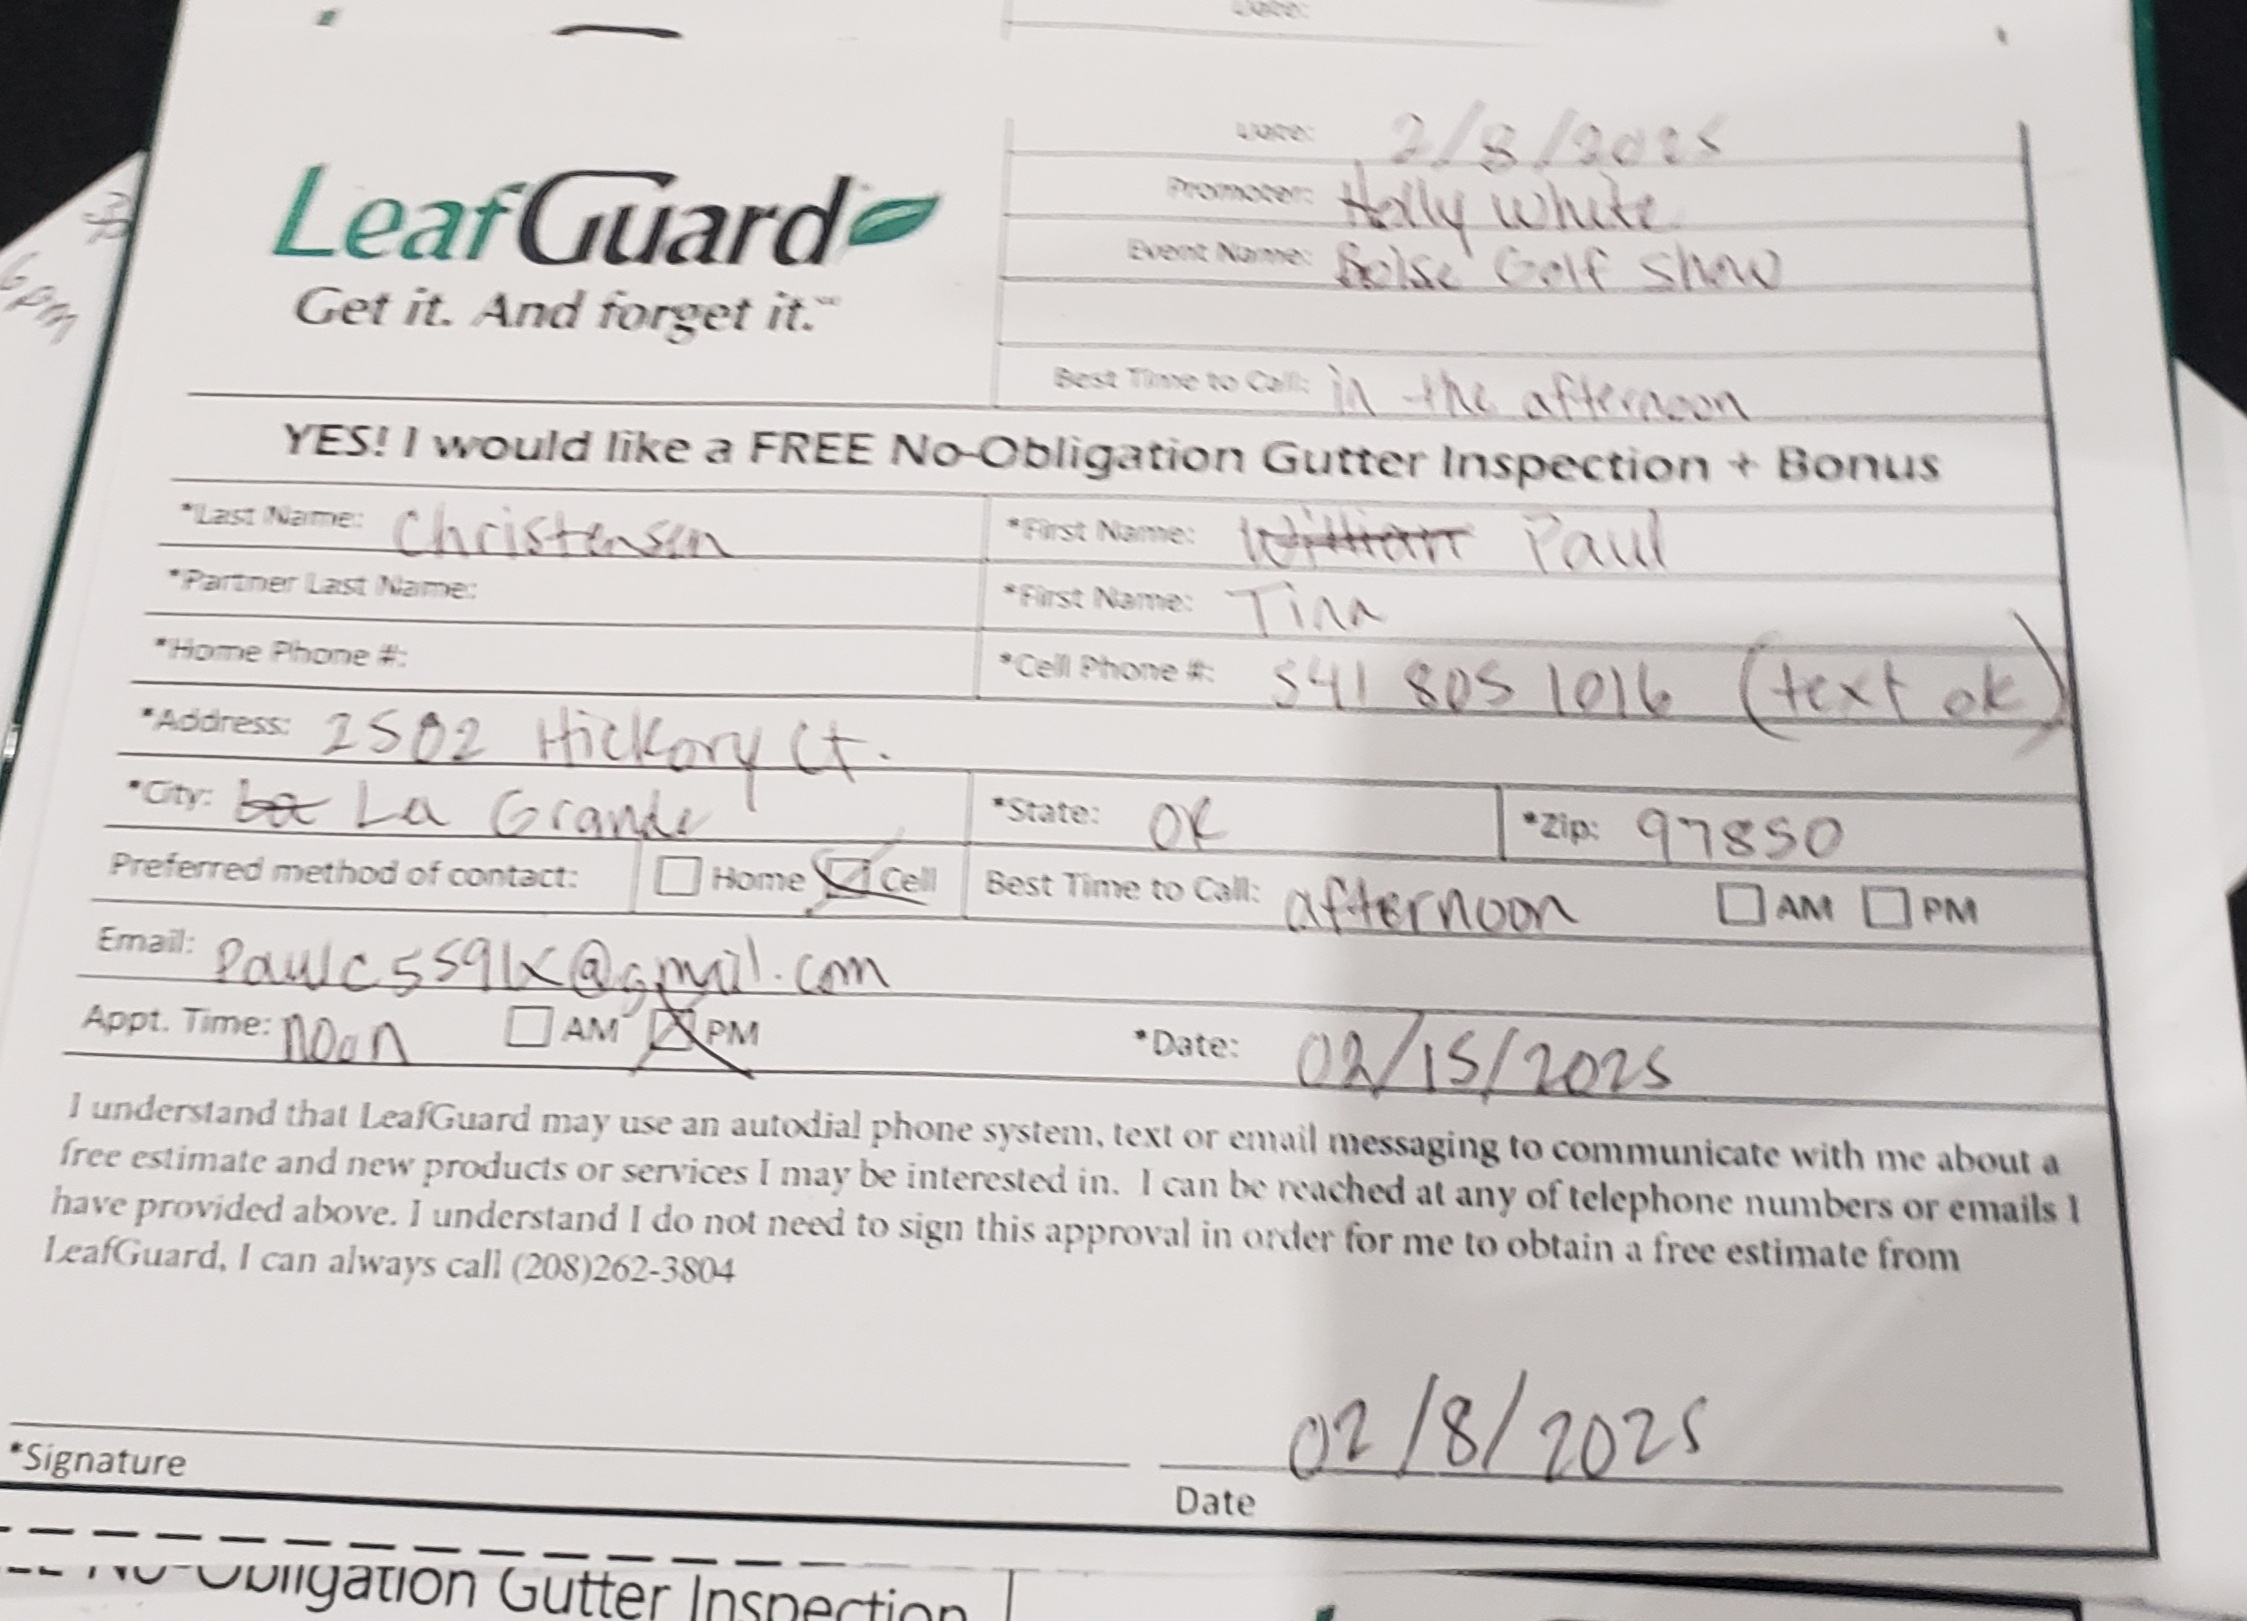 Date:
Date: 2/8/2025
Promoter: Holly White
LeafGuard
Event Name: Boise Golf Show
Get it. And forget it.
Best Time to Call: in the afternoon
YES! I would like a FREE No-Obligation Gutter Inspection + Bonus
*Last Name: Christensen *First Name: William Paul
*Partner Last Name: *First Name: Tina
*Home Phone #: *Cell Phone #: 541 805 1016 (text ok)
*Address: 2502 Hickory Ct.
*City: La La Grande *State: OR *Zip: 97850
Preferred method of contact: Home Cell Best Time to Call: afternoon AM PM
Email: Paulc5591x@gmail.com
Appt. Time: noon AM PM *Date: 02/15/2025
I understand that LeafGuard may use an autodial phone system, text or email messaging to communicate with me about a
free estimate and new products or services I may be interested in. I can be reached at any of telephone numbers or emails I
have provided above. I understand I do not need to sign this approval in order for me to obtain a free estimate from
LeafGuard, I can always call (208)262-3804
02/8/2025
*Signature Date
No-Obligation Gutter Inspection
6pm